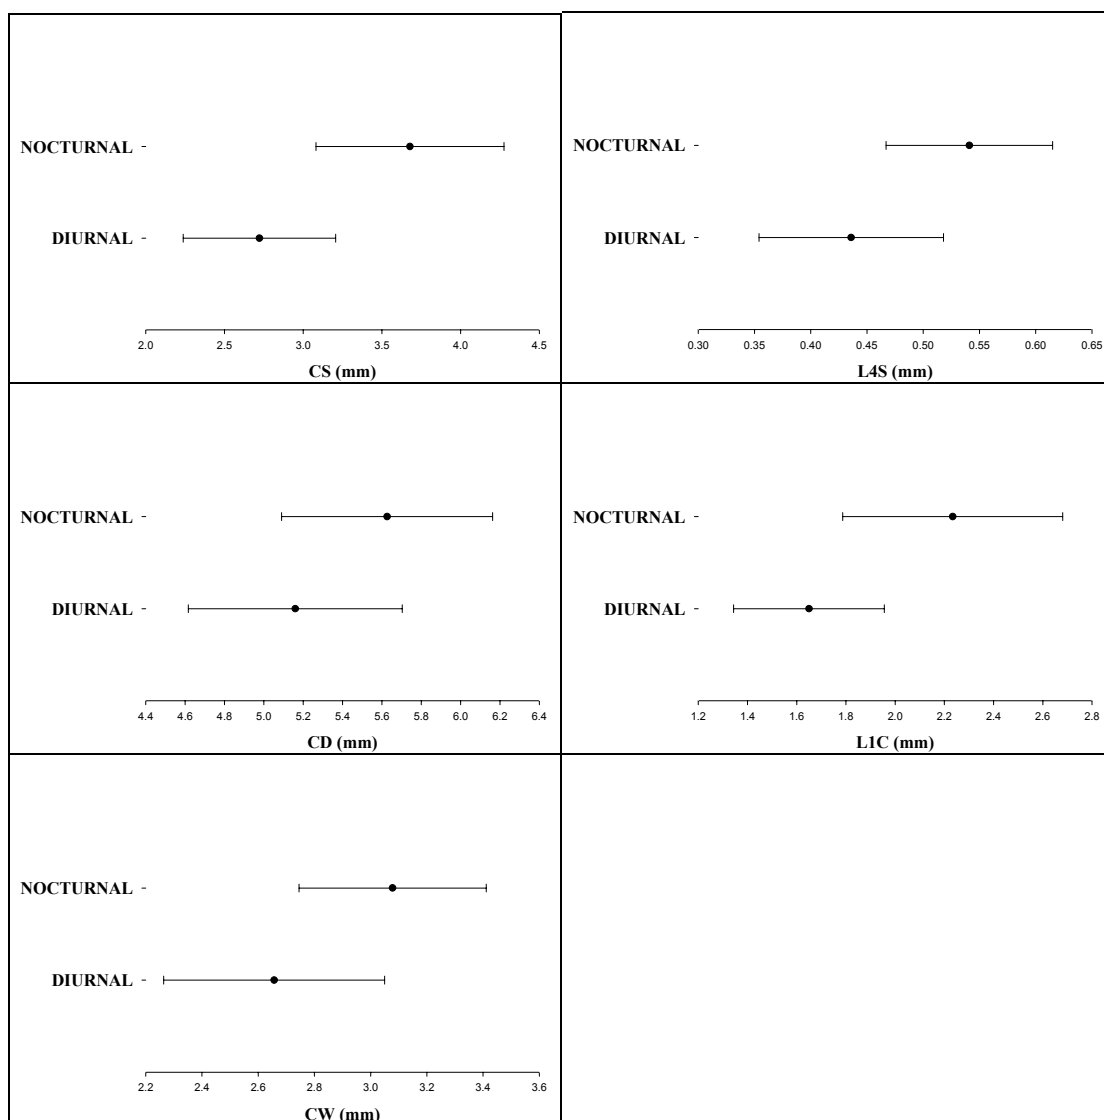 NOCTURNAL
DIURNAL
2.0 2.5 3.0 3.5 4.0 4.5
CS (mm)
NOCTURNAL
DIURNAL
0.30 0.35 0.40 0.45 0.50 0.55 0.60 0.65
L4S (mm)
NOCTURNAL
DIURNAL
4.4 4.6 4.8 5.0 5.2 5.4 5.6 5.8 6.0 6.2 6.4
CD (mm)
NOCTURNAL
DIURNAL
1.2 1.4 1.6 1.8 2.0 2.2 2.4 2.6 2.8
L1C (mm)
NOCTURNAL
DIURNAL
2.2 2.4 2.6 2.8 3.0 3.2 3.4 3.6
CW (mm)